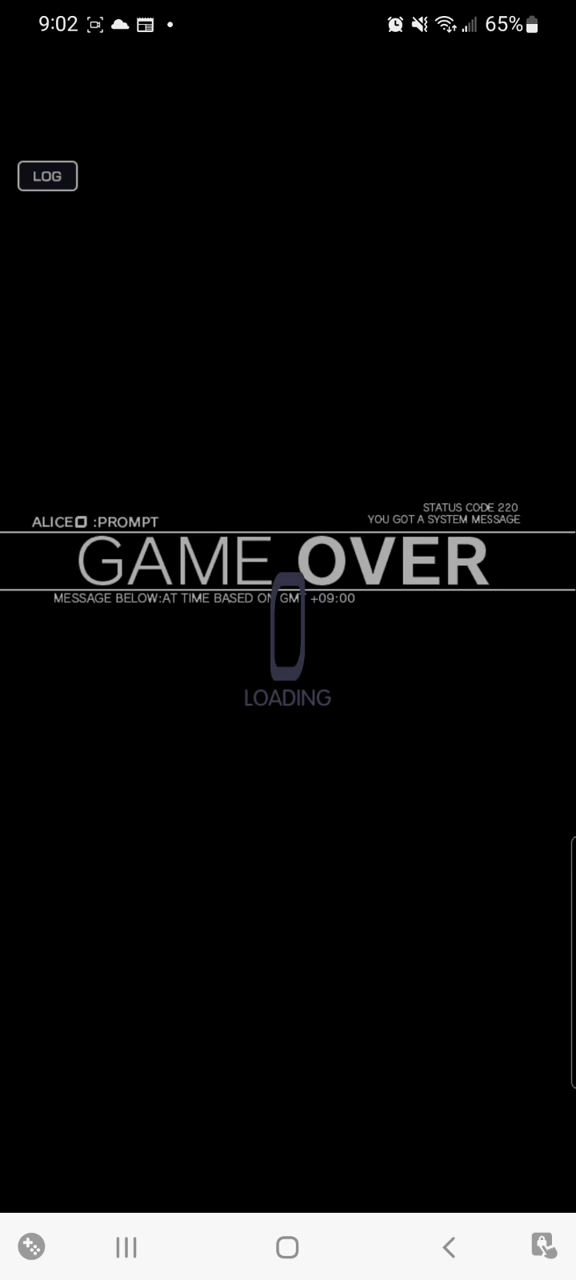 9:02 65%
LOG
STATUS CODE 220
ALICE0 :PROMPT YOU GOT A SYSTEM MESSAGE
GAME OVER
MESSAGE BELOW:AT TIME BASED ON GMT +09:00
LOADING